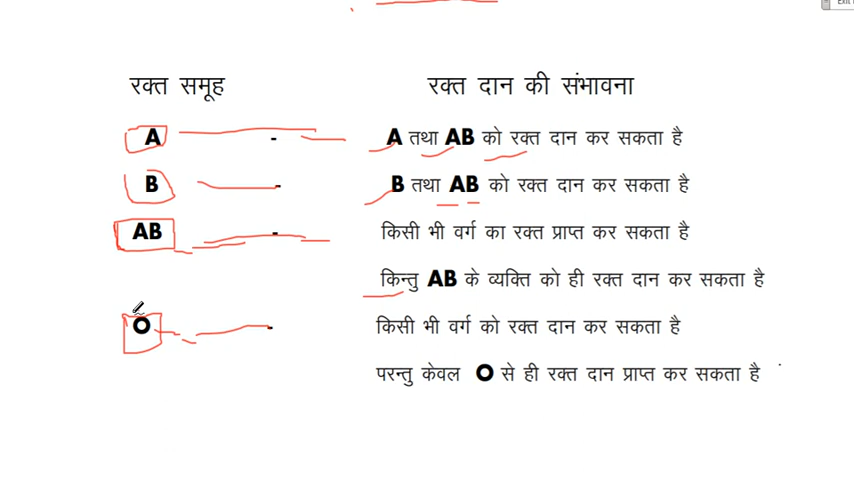 Exit
रक्त समूह रक्त दान की संभावना
A - A तथा AB को रक्त दान कर सकता है
B - B तथा AB को रक्त दान कर सकता है
AB - किसी भी वर्ग का रक्त प्राप्त कर सकता है
किन्तु AB के व्यक्ति को ही रक्त दान कर सकता है
O - किसी भी वर्ग को रक्त दान कर सकता है
परन्तु केवल O से ही रक्त दान प्राप्त कर सकता है